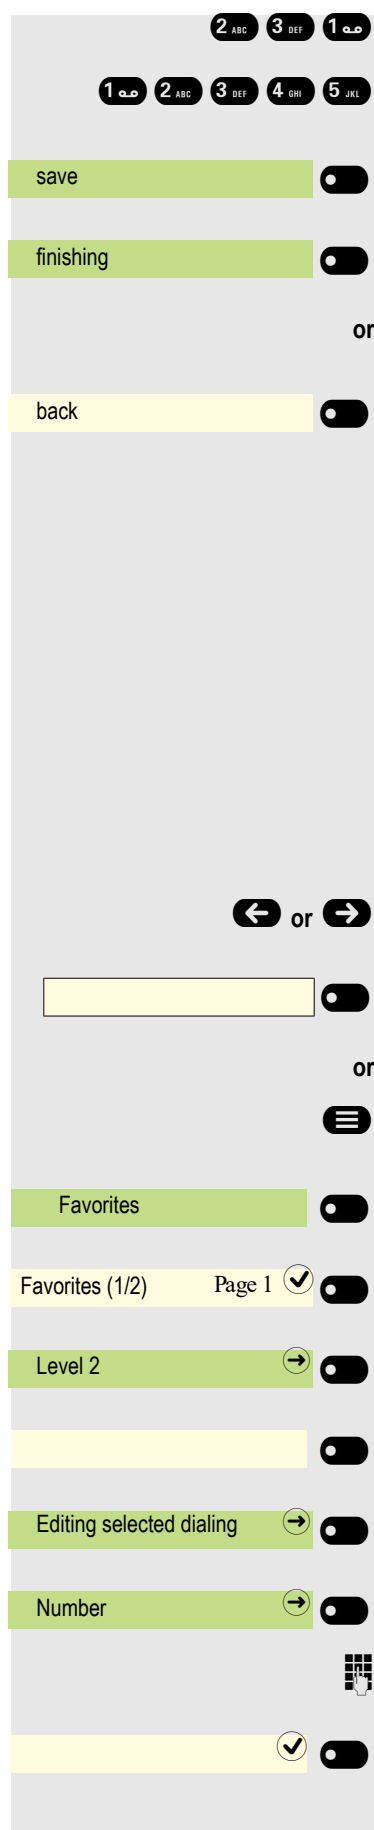 2 ABC 3 DEF 1
1 2 ABC 3 DEF 4 GHI 5 JKL
save
finishing
or
back
or
or
Favorites
Favorites (1/2) Page 1
Level 2
Editing selected dialing
Number